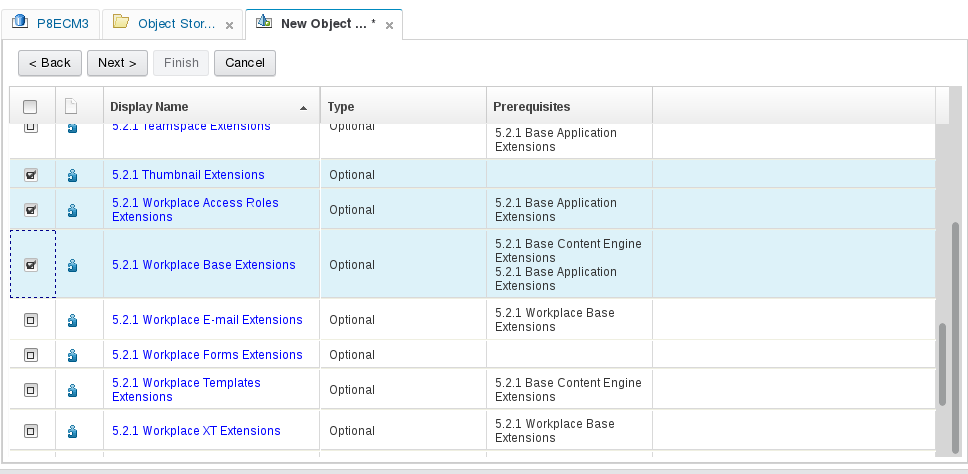 P8ECM3 Object Stor... × New Object ... * ×
< Back Next > Finish Cancel
Display Name Type Prerequisites
5.2.1 Teamspace Extensions Optional 5.2.1 Base Application
Extensions
5.2.1 Thumbnail Extensions Optional
5.2.1 Workplace Access Roles Optional 5.2.1 Base Application
Extensions Extensions
5.2.1 Base Content Engine
Extensions
5.2.1 Workplace Base Extensions Optional
5.2.1 Base Application
Extensions
5.2.1 Workplace E-mail Extensions Optional 5.2.1 Workplace Base
Extensions
5.2.1 Workplace Forms Extensions Optional
5.2.1 Workplace Templates Optional 5.2.1 Base Content Engine
Extensions Extensions
5.2.1 Workplace XT Extensions Optional 5.2.1 Workplace Base
Extensions